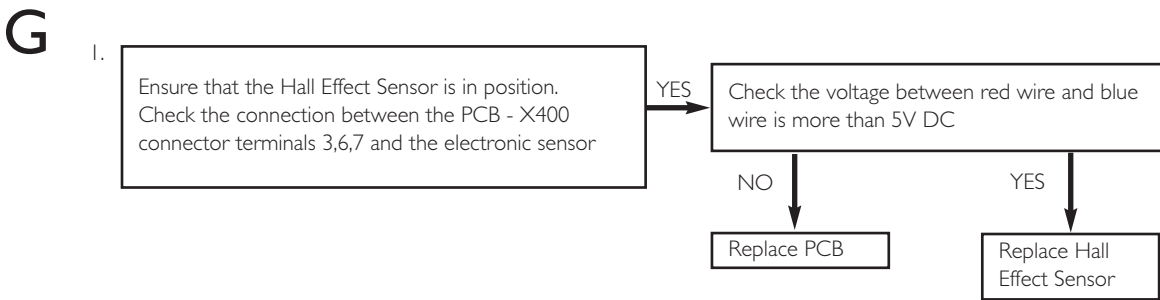 G
1.
Ensure that the Hall Effect Sensor is in position.
Check the connection between the PCB - X400
connector terminals 3,6,7 and the electronic sensor
YES
Check the voltage between red wire and blue
wire is more than 5V DC
NO
YES
Replace PCB
Replace Hall
Effect Sensor